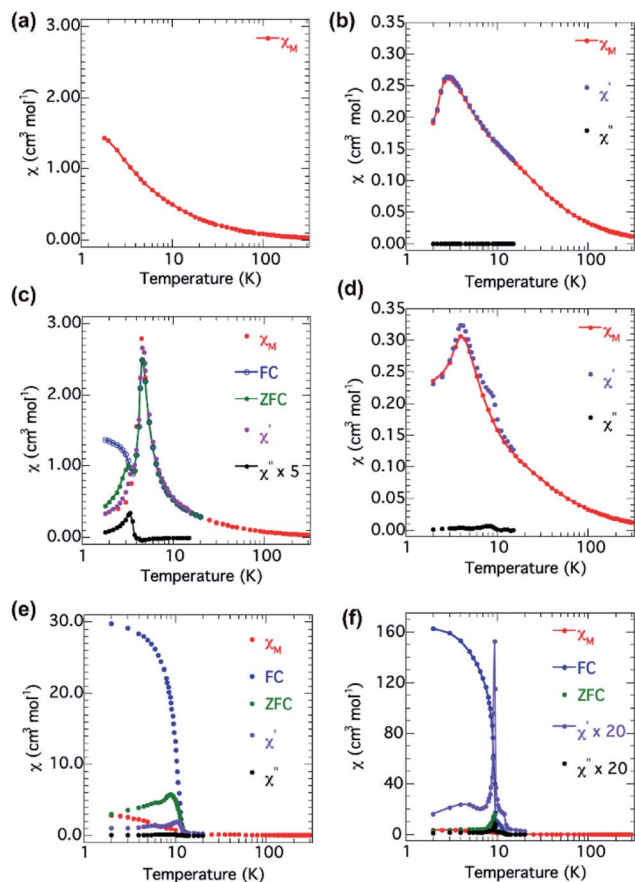 (a)
3.00
2.00
1.00
0.00
χ (cm³ mol⁻¹)
χM
1 10 100
Temperature (K)
(b)
0.35
0.30
0.25
0.20
0.15
0.10
0.05
0.00
χ (cm³ mol⁻¹)
χM
χ'
χ"
1 10 100
Temperature (K)
(c)
3.00
2.00
1.00
0.00
χ (cm³ mol⁻¹)
χM
FC
ZFC
χ'
χ" x 5
1 10 100
Temperature (K)
(d)
0.35
0.30
0.25
0.20
0.15
0.10
0.05
0.00
χ (cm³ mol⁻¹)
χM
χ'
χ"
1 10 100
Temperature (K)
(e)
30.0
20.0
10.0
0.0
χ (cm³ mol⁻¹)
χM
FC
ZFC
χ'
χ"
1 10 100
Temperature (K)
(f)
160
120
80
40
0
χ (cm³ mol⁻¹)
χM
FC
ZFC
χ' x 20
χ" x 20
1 10 100
Temperature (K)